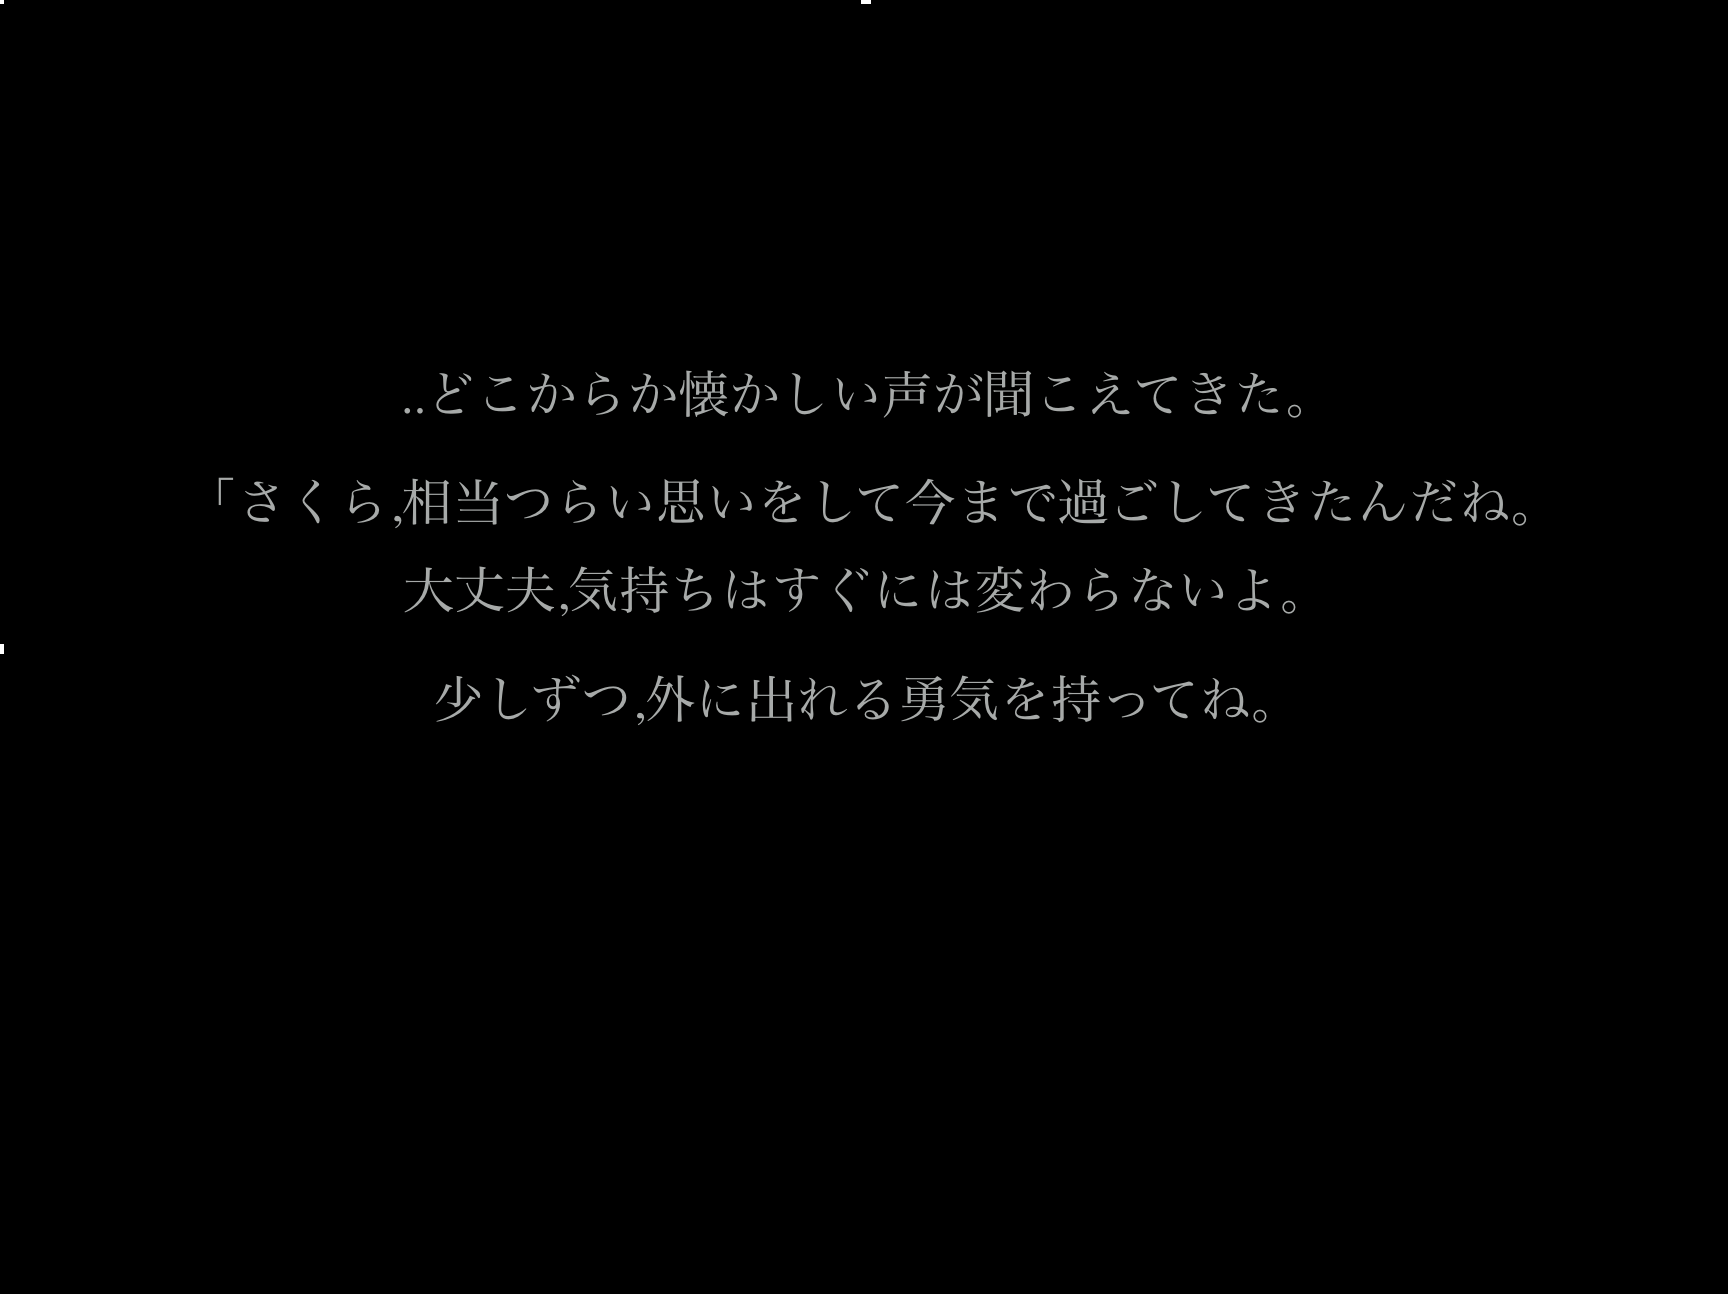 ..どこからか懐かしい声が聞こえてきた。
「さくら,相当つらい思いをして今まで過ごしてきたんだね。
大丈夫,気持ちはすぐには変わらないよ。
少しずつ,外に出れる勇気を持ってね。